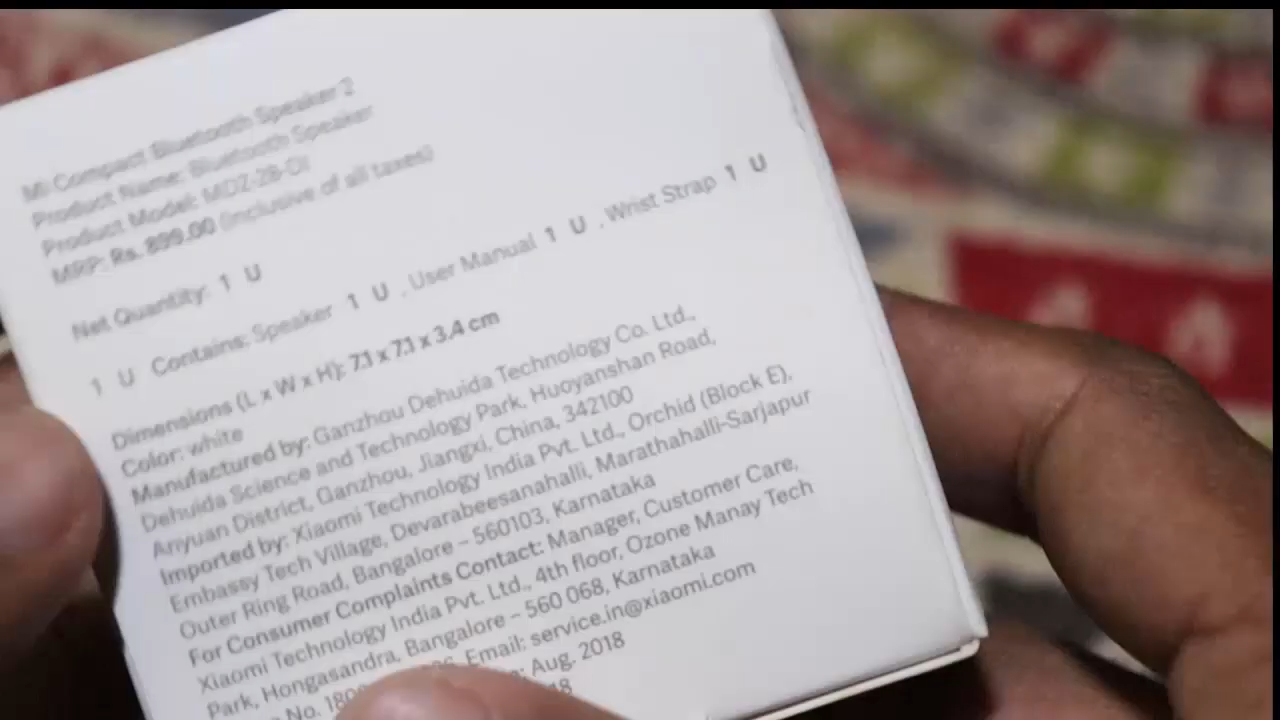 Mi Compact Bluetooth Speaker 2
Product Name: Bluetooth Speaker
Product Model: MDZ-28-DI
MRP: Rs. 899.00 (Inclusive of all taxes)
Net Quantity: 1 U
1 U Contains: Speaker 1 U , User Manual 1 U , Wrist Strap 1 U
Dimensions (L x W x H): 7.1 x 7.1 x 3.4 cm
Color: white
Manufactured by: Ganzhou Dehuida Technology Co. Ltd.,
Dehuida Science and Technology Park, Huoyanshan Road,
Anyuan District, Ganzhou, Jiangxi, China, 342100
Imported by: Xiaomi Technology India Pvt. Ltd., Orchid (Block E),
Embassy Tech Village, Devarabeesanahalli, Marathahalli-Sarjapur
Outer Ring Road, Bangalore – 560103, Karnataka
For Consumer Complaints Contact: Manager, Customer Care,
Xiaomi Technology India Pvt. Ltd., 4th floor, Ozone Manay Tech
Park, Hongasandra, Bangalore – 560 068, Karnataka
No. Email: service.in@xiaomi.com
Aug. 2018